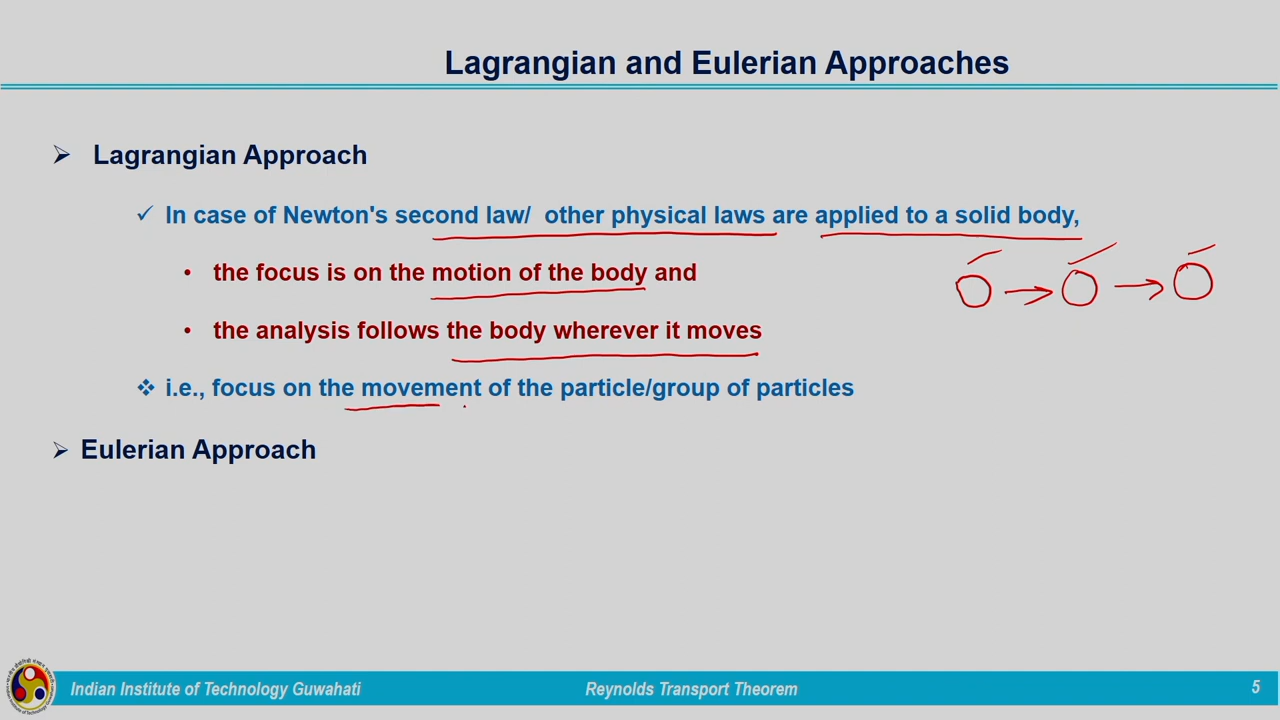 Lagrangian and Eulerian Approaches
Lagrangian Approach
In case of Newton's second law/ other physical laws are applied to a solid body,
the focus is on the motion of the body and
the analysis follows the body wherever it moves
i.e., focus on the movement of the particle/group of particles
Eulerian Approach
Indian Institute of Technology Guwahati
Reynolds Transport Theorem
5